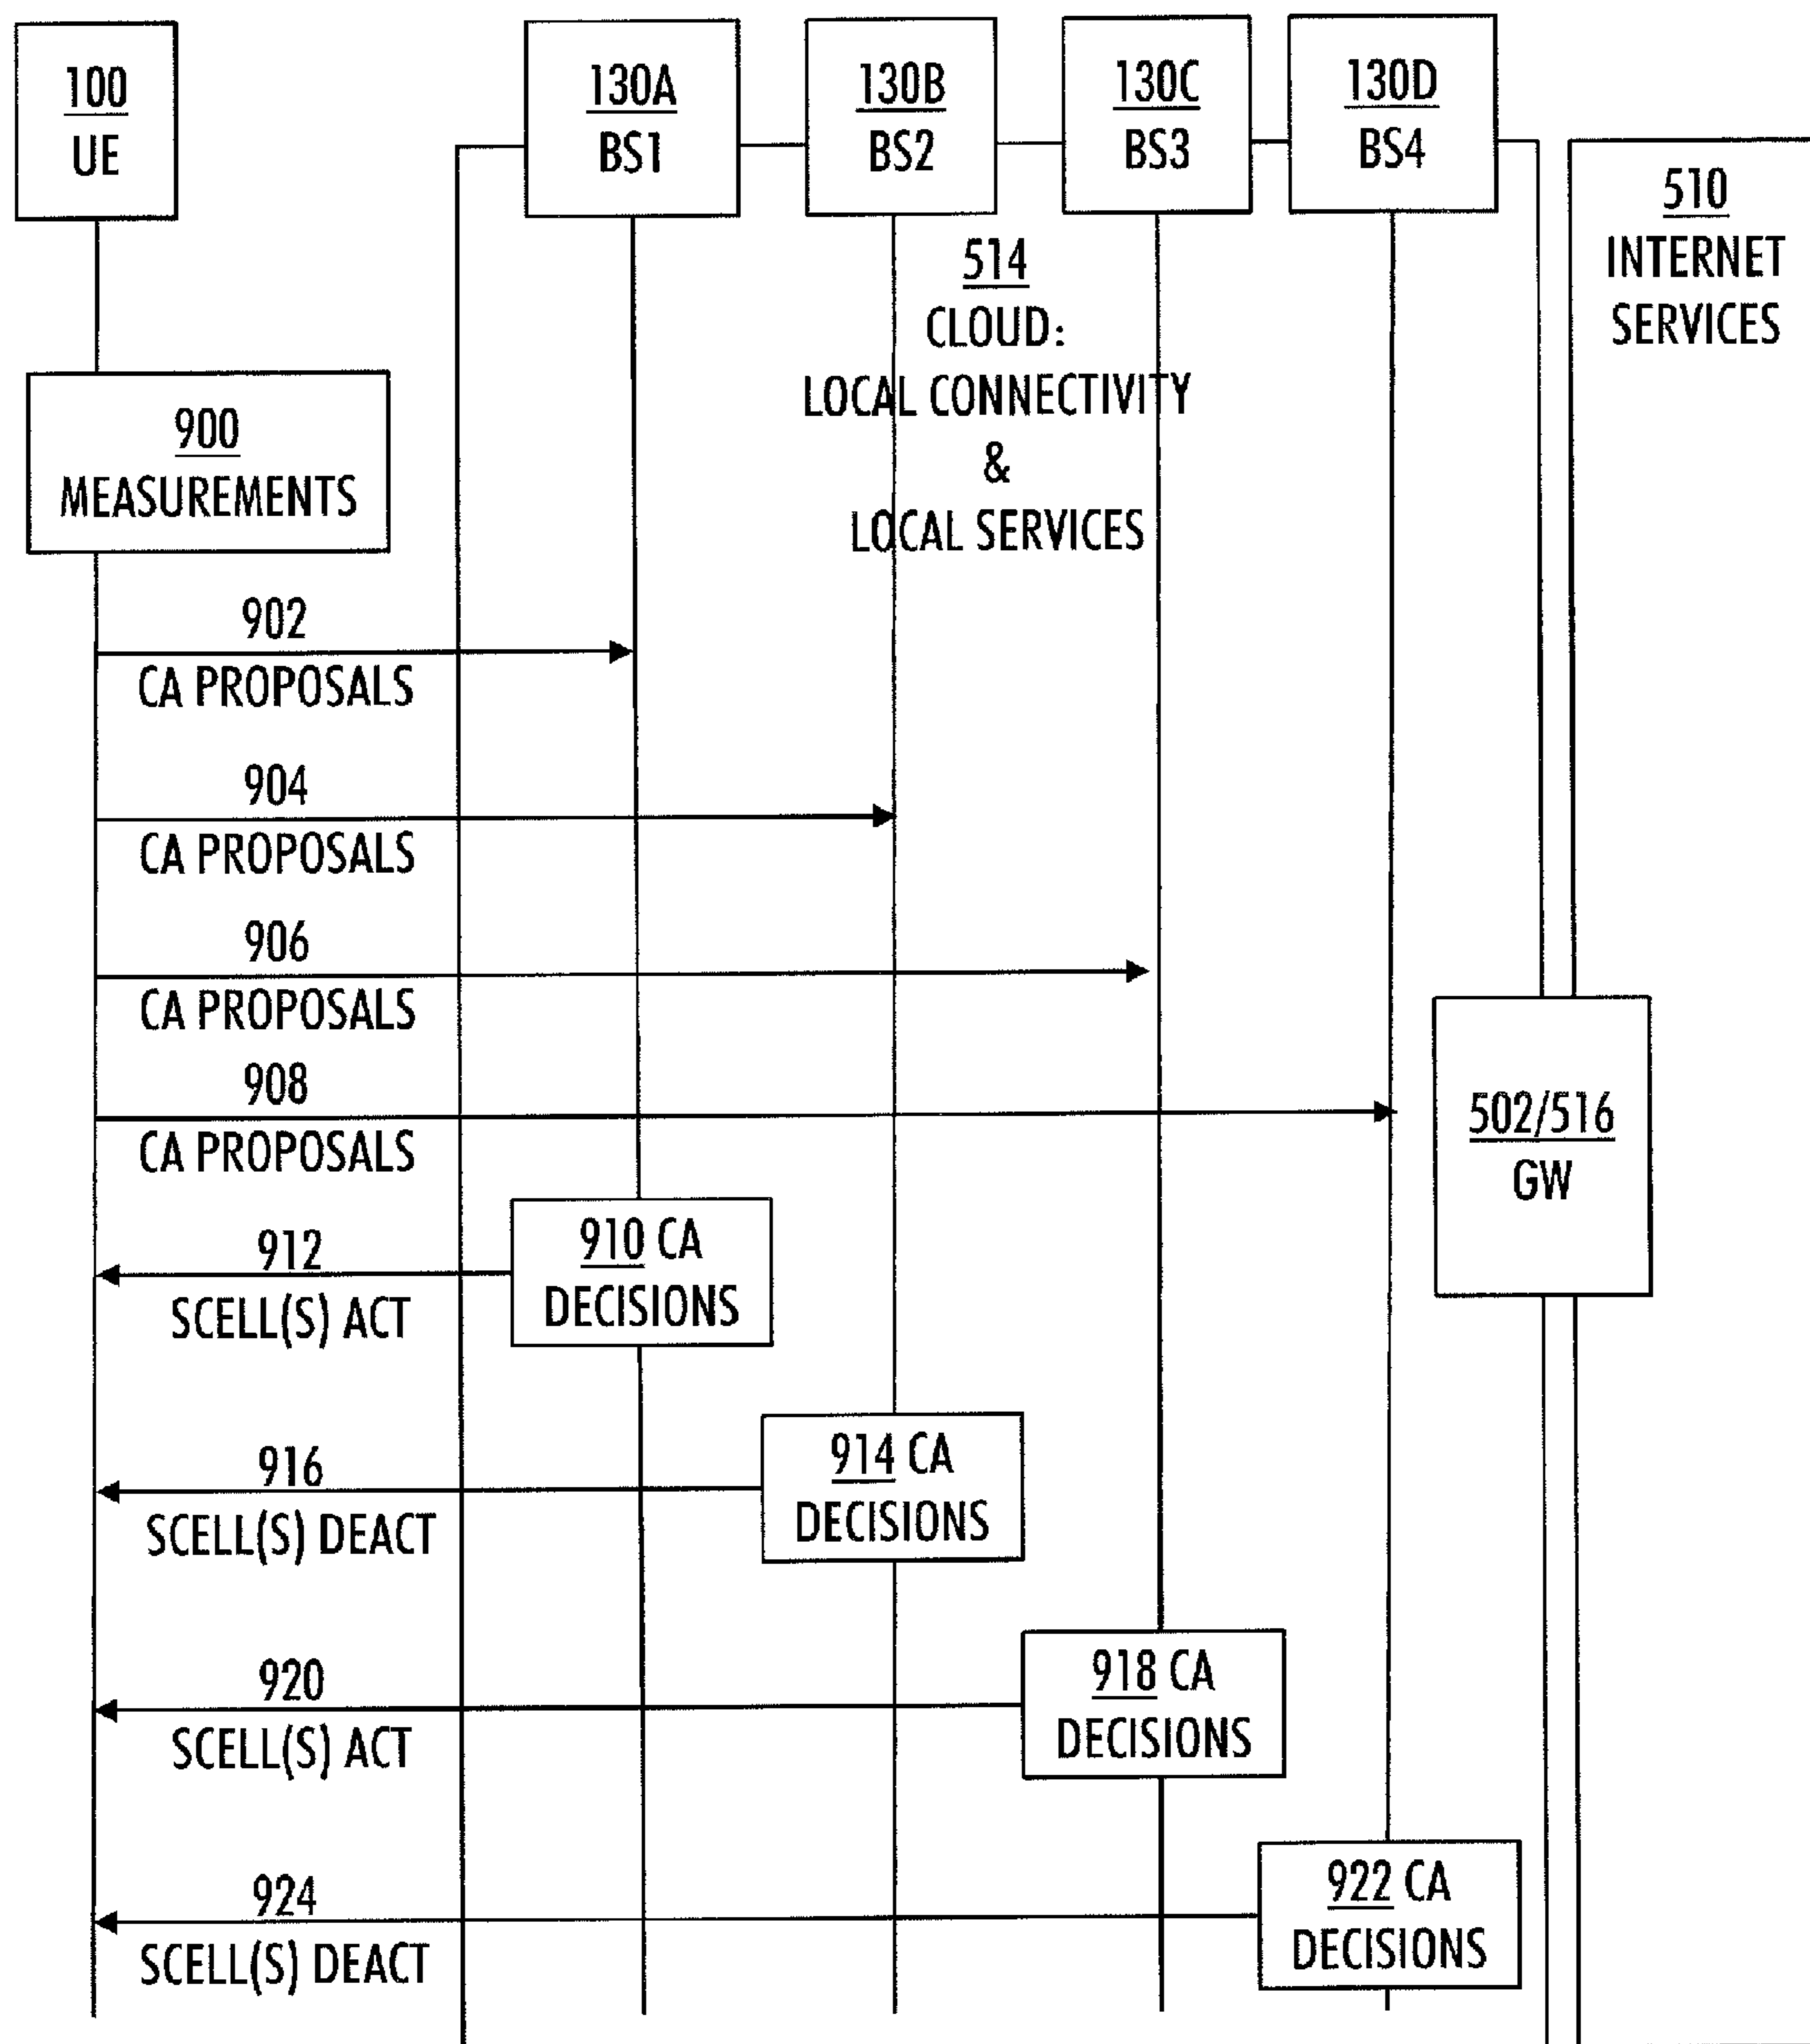 100
UE
130A
BS1
130B
BS2
130C
BS3
130D
BS4
510
INTERNET
SERVICES
514
CLOUD:
LOCAL CONNECTIVITY
&
LOCAL SERVICES
900
MEASUREMENTS
902
CA PROPOSALS
904
CA PROPOSALS
906
CA PROPOSALS
908
CA PROPOSALS
502/516
GW
910 CA
DECISIONS
912
SCELL(S) ACT
914 CA
DECISIONS
916
SCELL(S) DEACT
918 CA
DECISIONS
920
SCELL(S) ACT
922 CA
DECISIONS
924
SCELL(S) DEACT